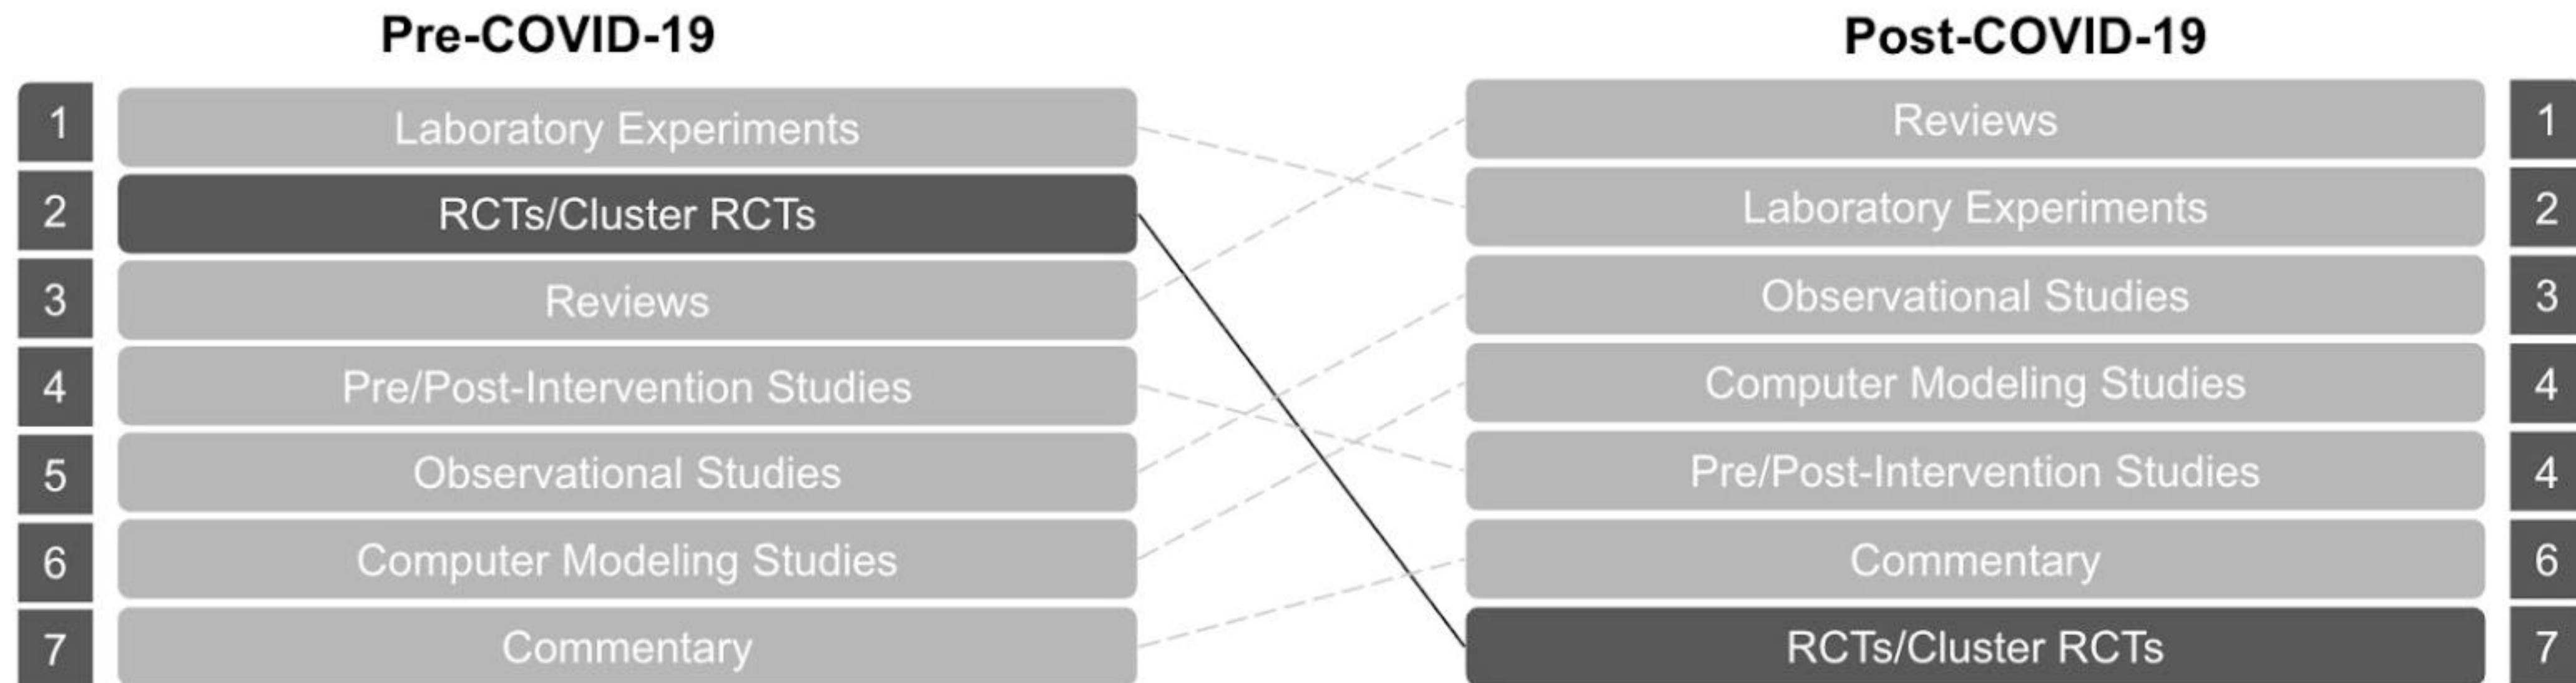 Pre-COVID-19
Post-COVID-19
1 Laboratory Experiments Reviews 1
2 RCTs/Cluster RCTs Laboratory Experiments 2
3 Reviews Observational Studies 3
4 Pre/Post-Intervention Studies Computer Modeling Studies 4
5 Observational Studies Pre/Post-Intervention Studies 4
6 Computer Modeling Studies Commentary 6
7 Commentary RCTs/Cluster RCTs 7